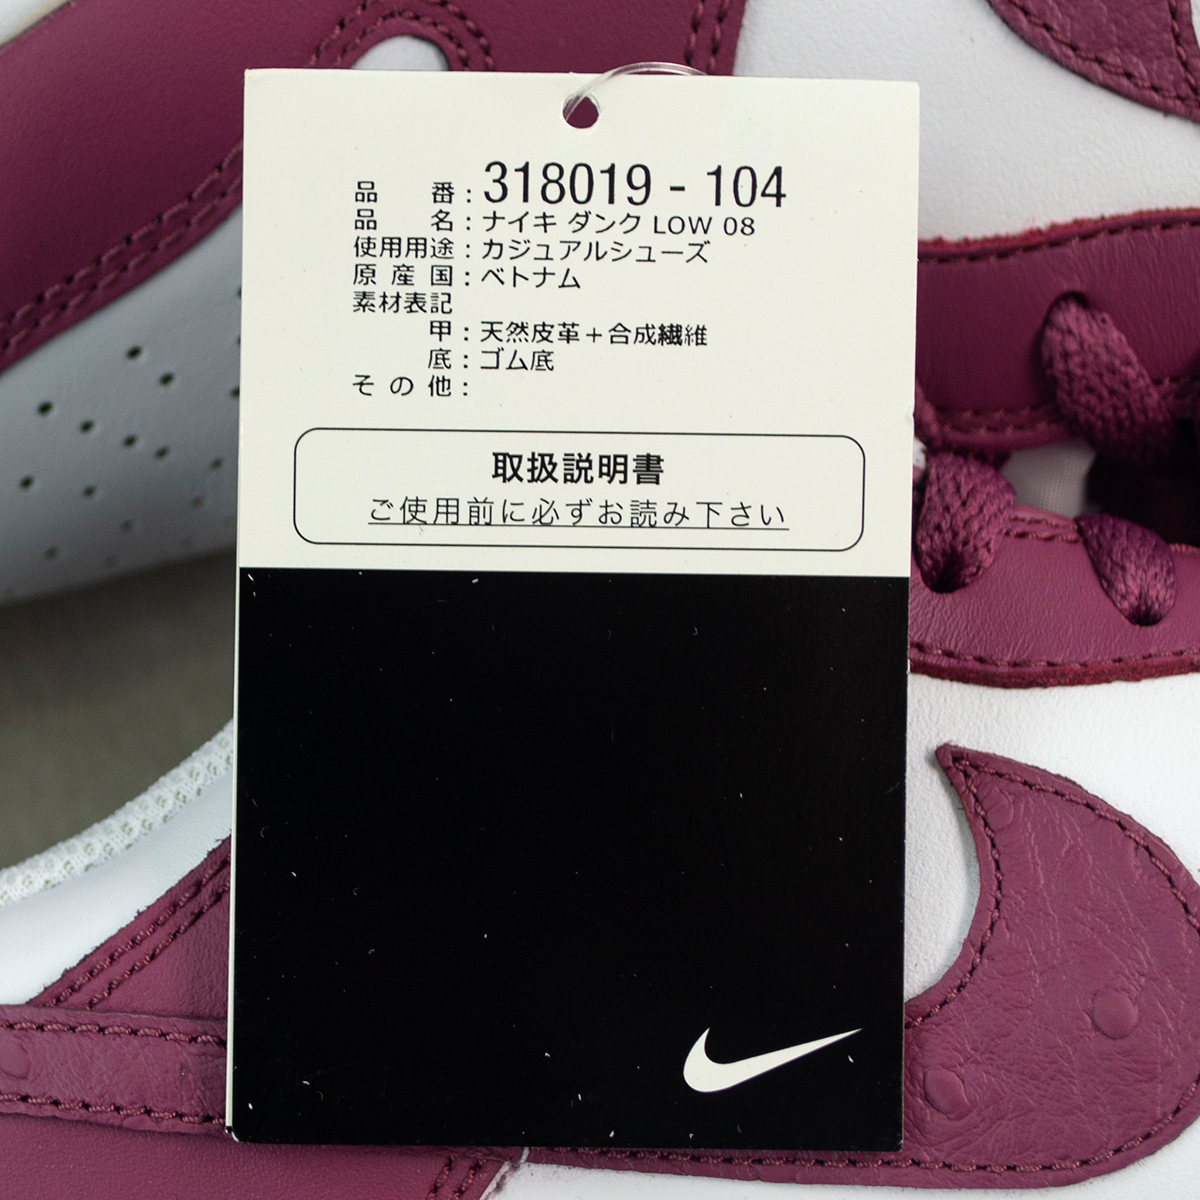 品番：318019 - 104
品名：ナイキ ダンク LOW 08
使用用途：カジュアルシューズ
原産国：ベトナム
素材表記
甲：天然皮革＋合成繊維
底：ゴム底
その他：
取扱説明書
ご使用前に必ずお読み下さい